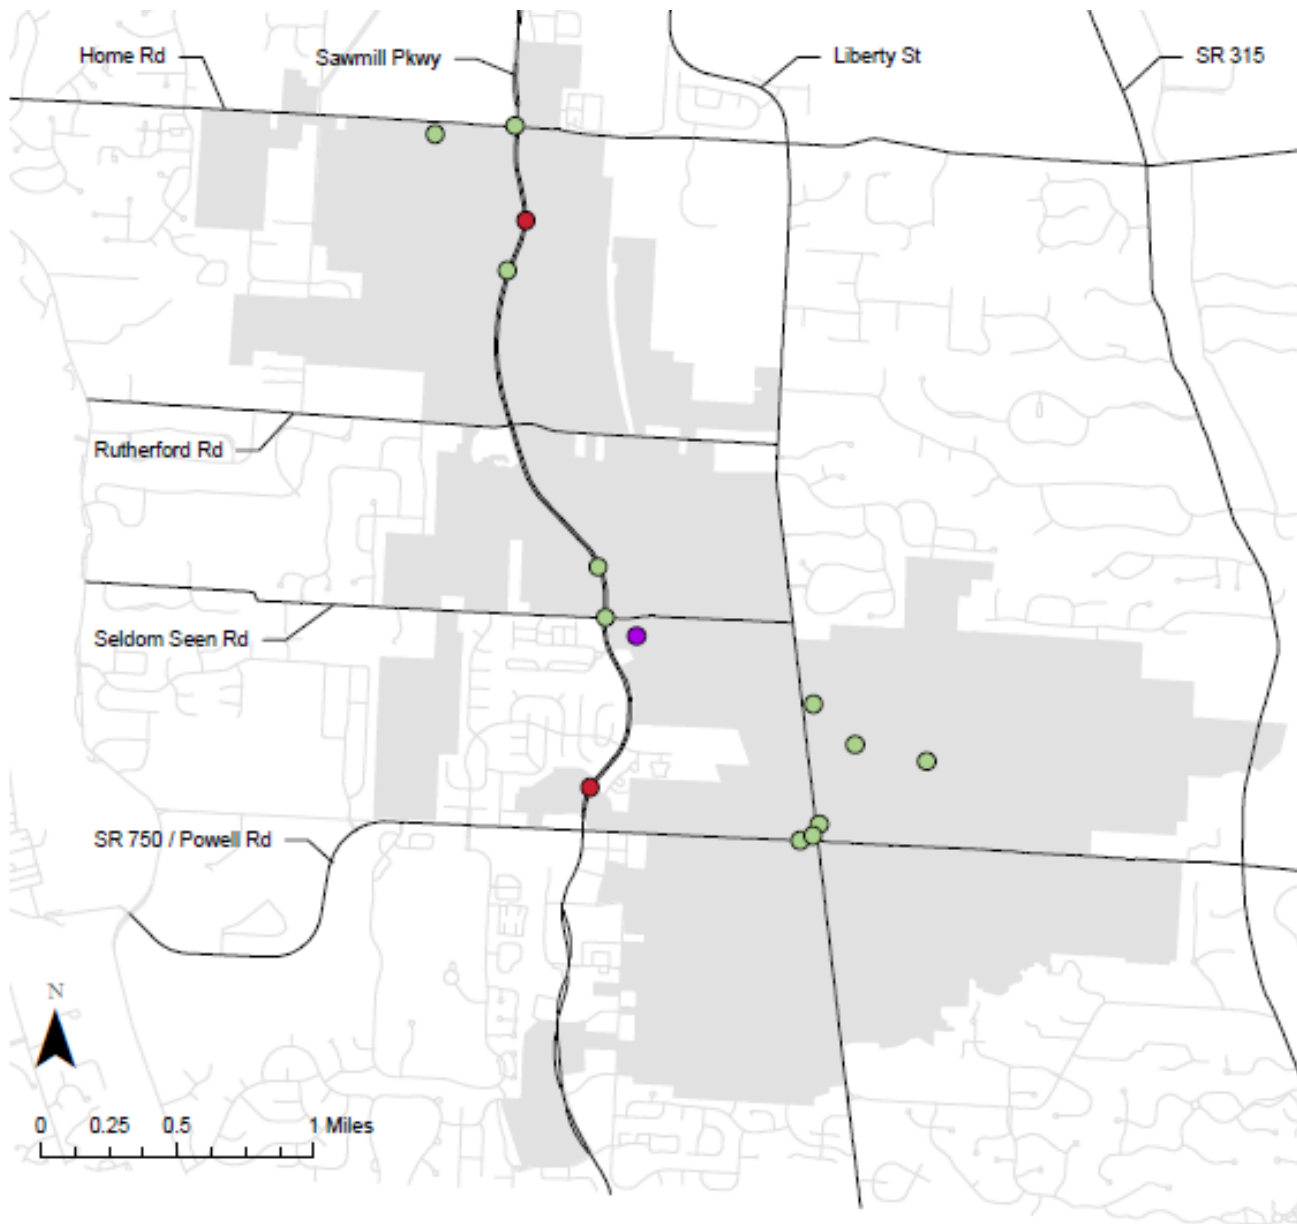 Home Rd
Sawmill Pkwy
Liberty St
SR 315
Rutherford Rd
Seldom Seen Rd
SR 750 / Powell Rd
N
0 0.25 0.5 1 Miles